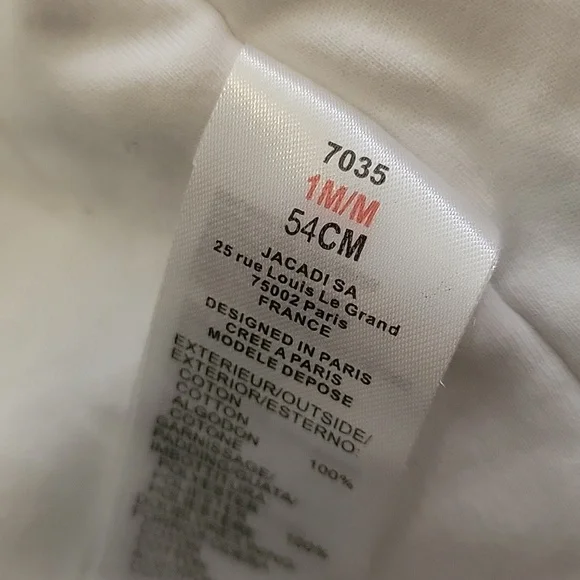 7035
1M/M
54CM
JACADI SA
25 rue Louis Le Grand
75002 Paris
FRANCE
DESIGNED IN PARIS
CREE A PARIS
MODELE DEPOSE
EXTERIEUR/OUTSIDE/
EXTERIOR/ESTERNO:
COTON
COTTON
ALGODON
COTONE
100%
GARNISSAGE/
100%